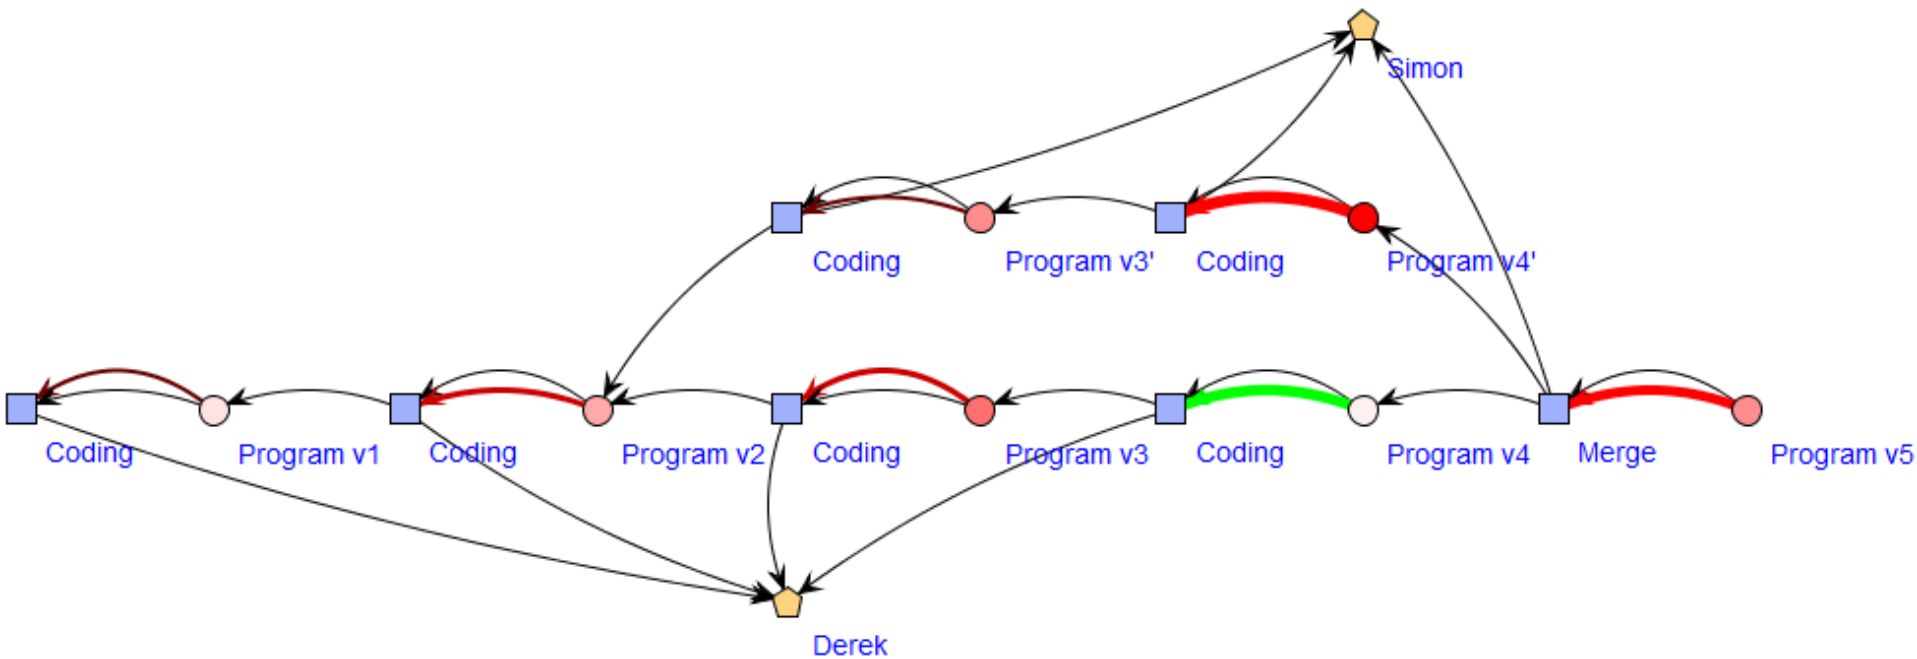 Simon
Coding
Program v3'
Coding
Program v4'
Coding
Program v1
Coding
Program v2
Coding
Program v3
Coding
Program v4
Merge
Program v5
Derek